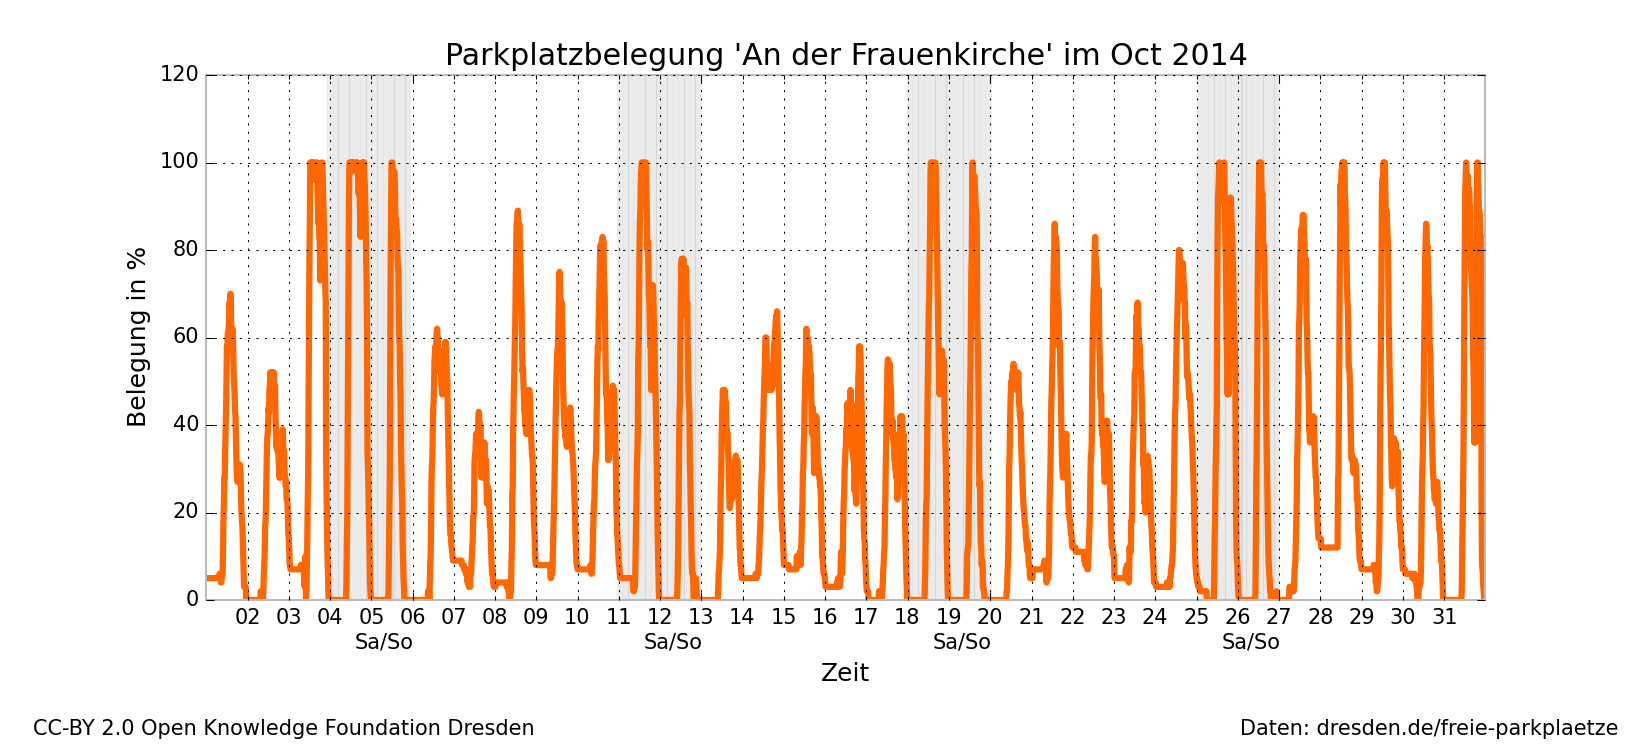 Parkplatzbelegung 'An der Frauenkirche' im Oct 2014
120
100
80
60
40
20
0
Belegung in %
02 03 04 05 06 07 08 09 10 11 12 13 14 15 16 17 18 19 20 21 22 23 24 25 26 27 28 29 30 31
Sa/So Sa/So Sa/So Sa/So
Zeit
CC-BY 2.0 Open Knowledge Foundation Dresden
Daten: dresden.de/freie-parkplaetze